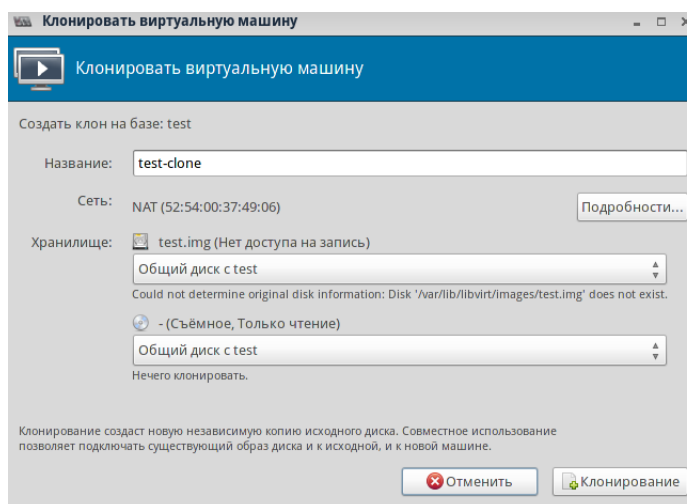 Клонировать виртуальную машину
Клонировать виртуальную машину
Создать клон на базе: test
Название: test-clone
Сеть: NAT (52:54:00:37:49:06) Подробности...
Хранилище: test.img (Нет доступа на запись)
Общий диск с test
Could not determine original disk information: Disk '/var/lib/libvirt/images/test.img' does not exist.
- (Съёмное, Только чтение)
Общий диск с test
Нечего клонировать.
Клонирование создаст новую независимую копию исходного диска. Совместное использование
позволяет подключать существующий образ диска и к исходной, и к новой машине.
Отменить Клонирование